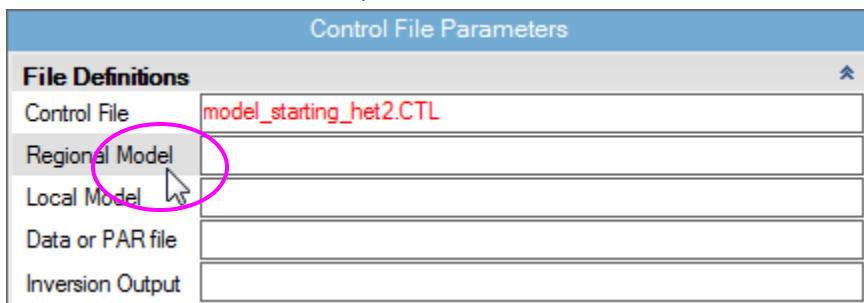 Control File Parameters
File Definitions
Control File model_starting_het2.CTL
Regional Model
Local Model
Data or PAR file
Inversion Output